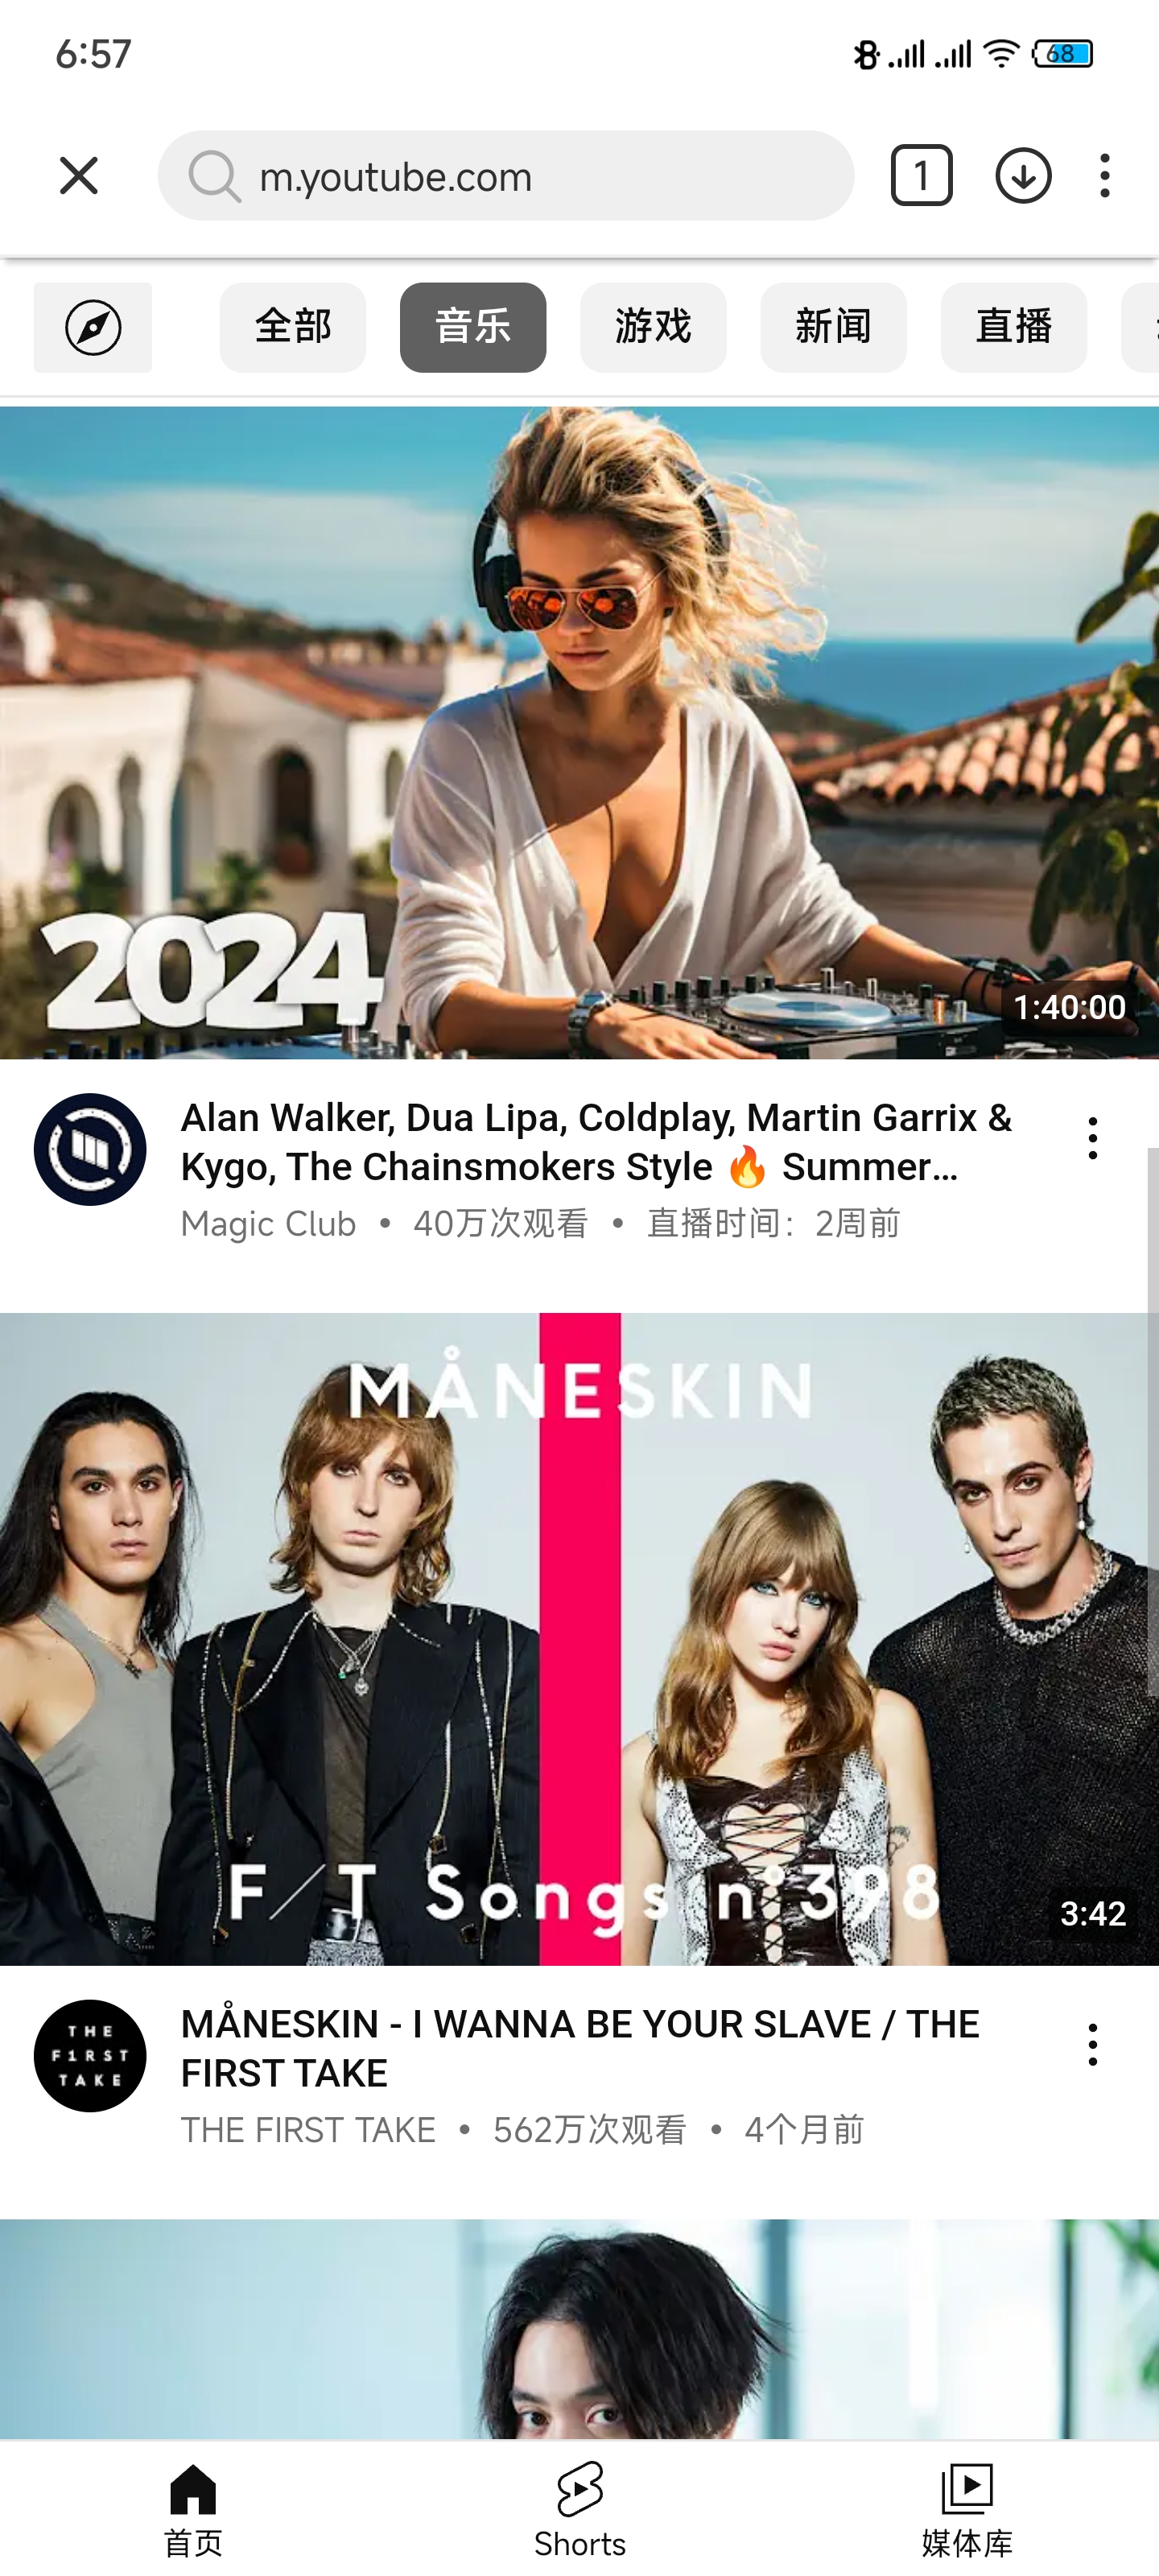 6:57
68
m.youtube.com
1
全部
音乐
游戏
新闻
直播
2024
1:40:00
Alan Walker, Dua Lipa, Coldplay, Martin Garrix &
Kygo, The Chainsmokers Style 🔥 Summer...
Magic Club • 40万次观看 • 直播时间：2周前
MÅNESKIN
F/T Songs n°398
3:42
THE
F1RST
TAKE
MÅNESKIN - I WANNA BE YOUR SLAVE / THE
FIRST TAKE
THE FIRST TAKE • 562万次观看 • 4个月前
首页
Shorts
媒体库